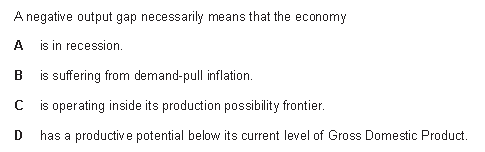 A negative output gap necessarily means that the economy
A is in recession.
B is suffering from demand-pull inflation.
C is operating inside its production possibility frontier.
D has a productive potential below its current level of Gross Domestic Product.